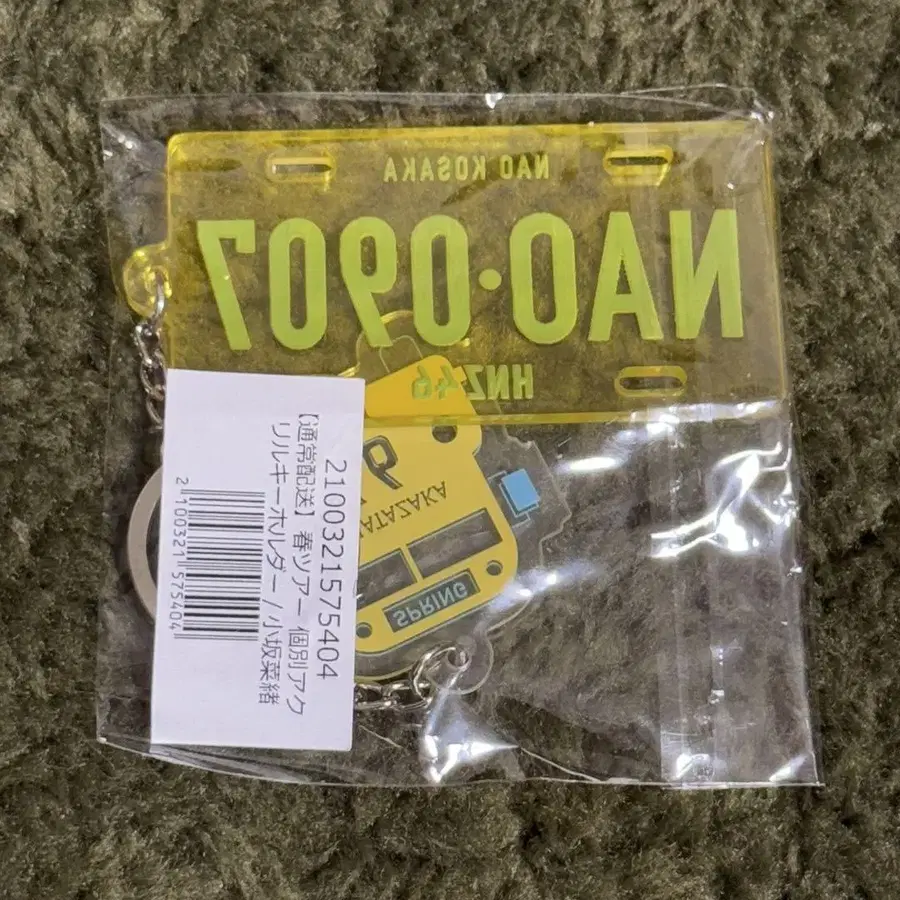 NAO KOSAKA
NAO·0907
HNZ46
ATAZAKA
SPRING
2100321575404
【通常配送】春ツアー 個別アク
リルキーホルダー / 小坂菜緒
2 100321 575404